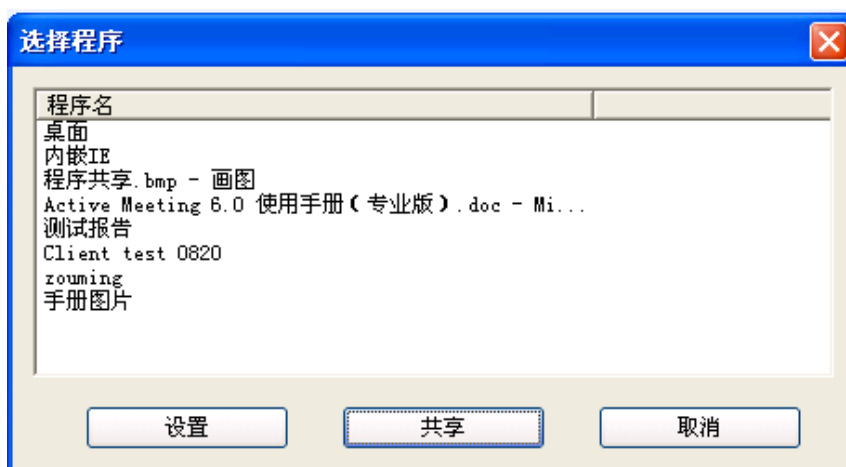 选择程序
程序名
桌面
内嵌IE
程序共享.bmp - 画图
Active Meeting 6.0 使用手册(专业版).doc - Mi...
测试报告
Client test 0820
zouming
手册图片
设置 共享 取消